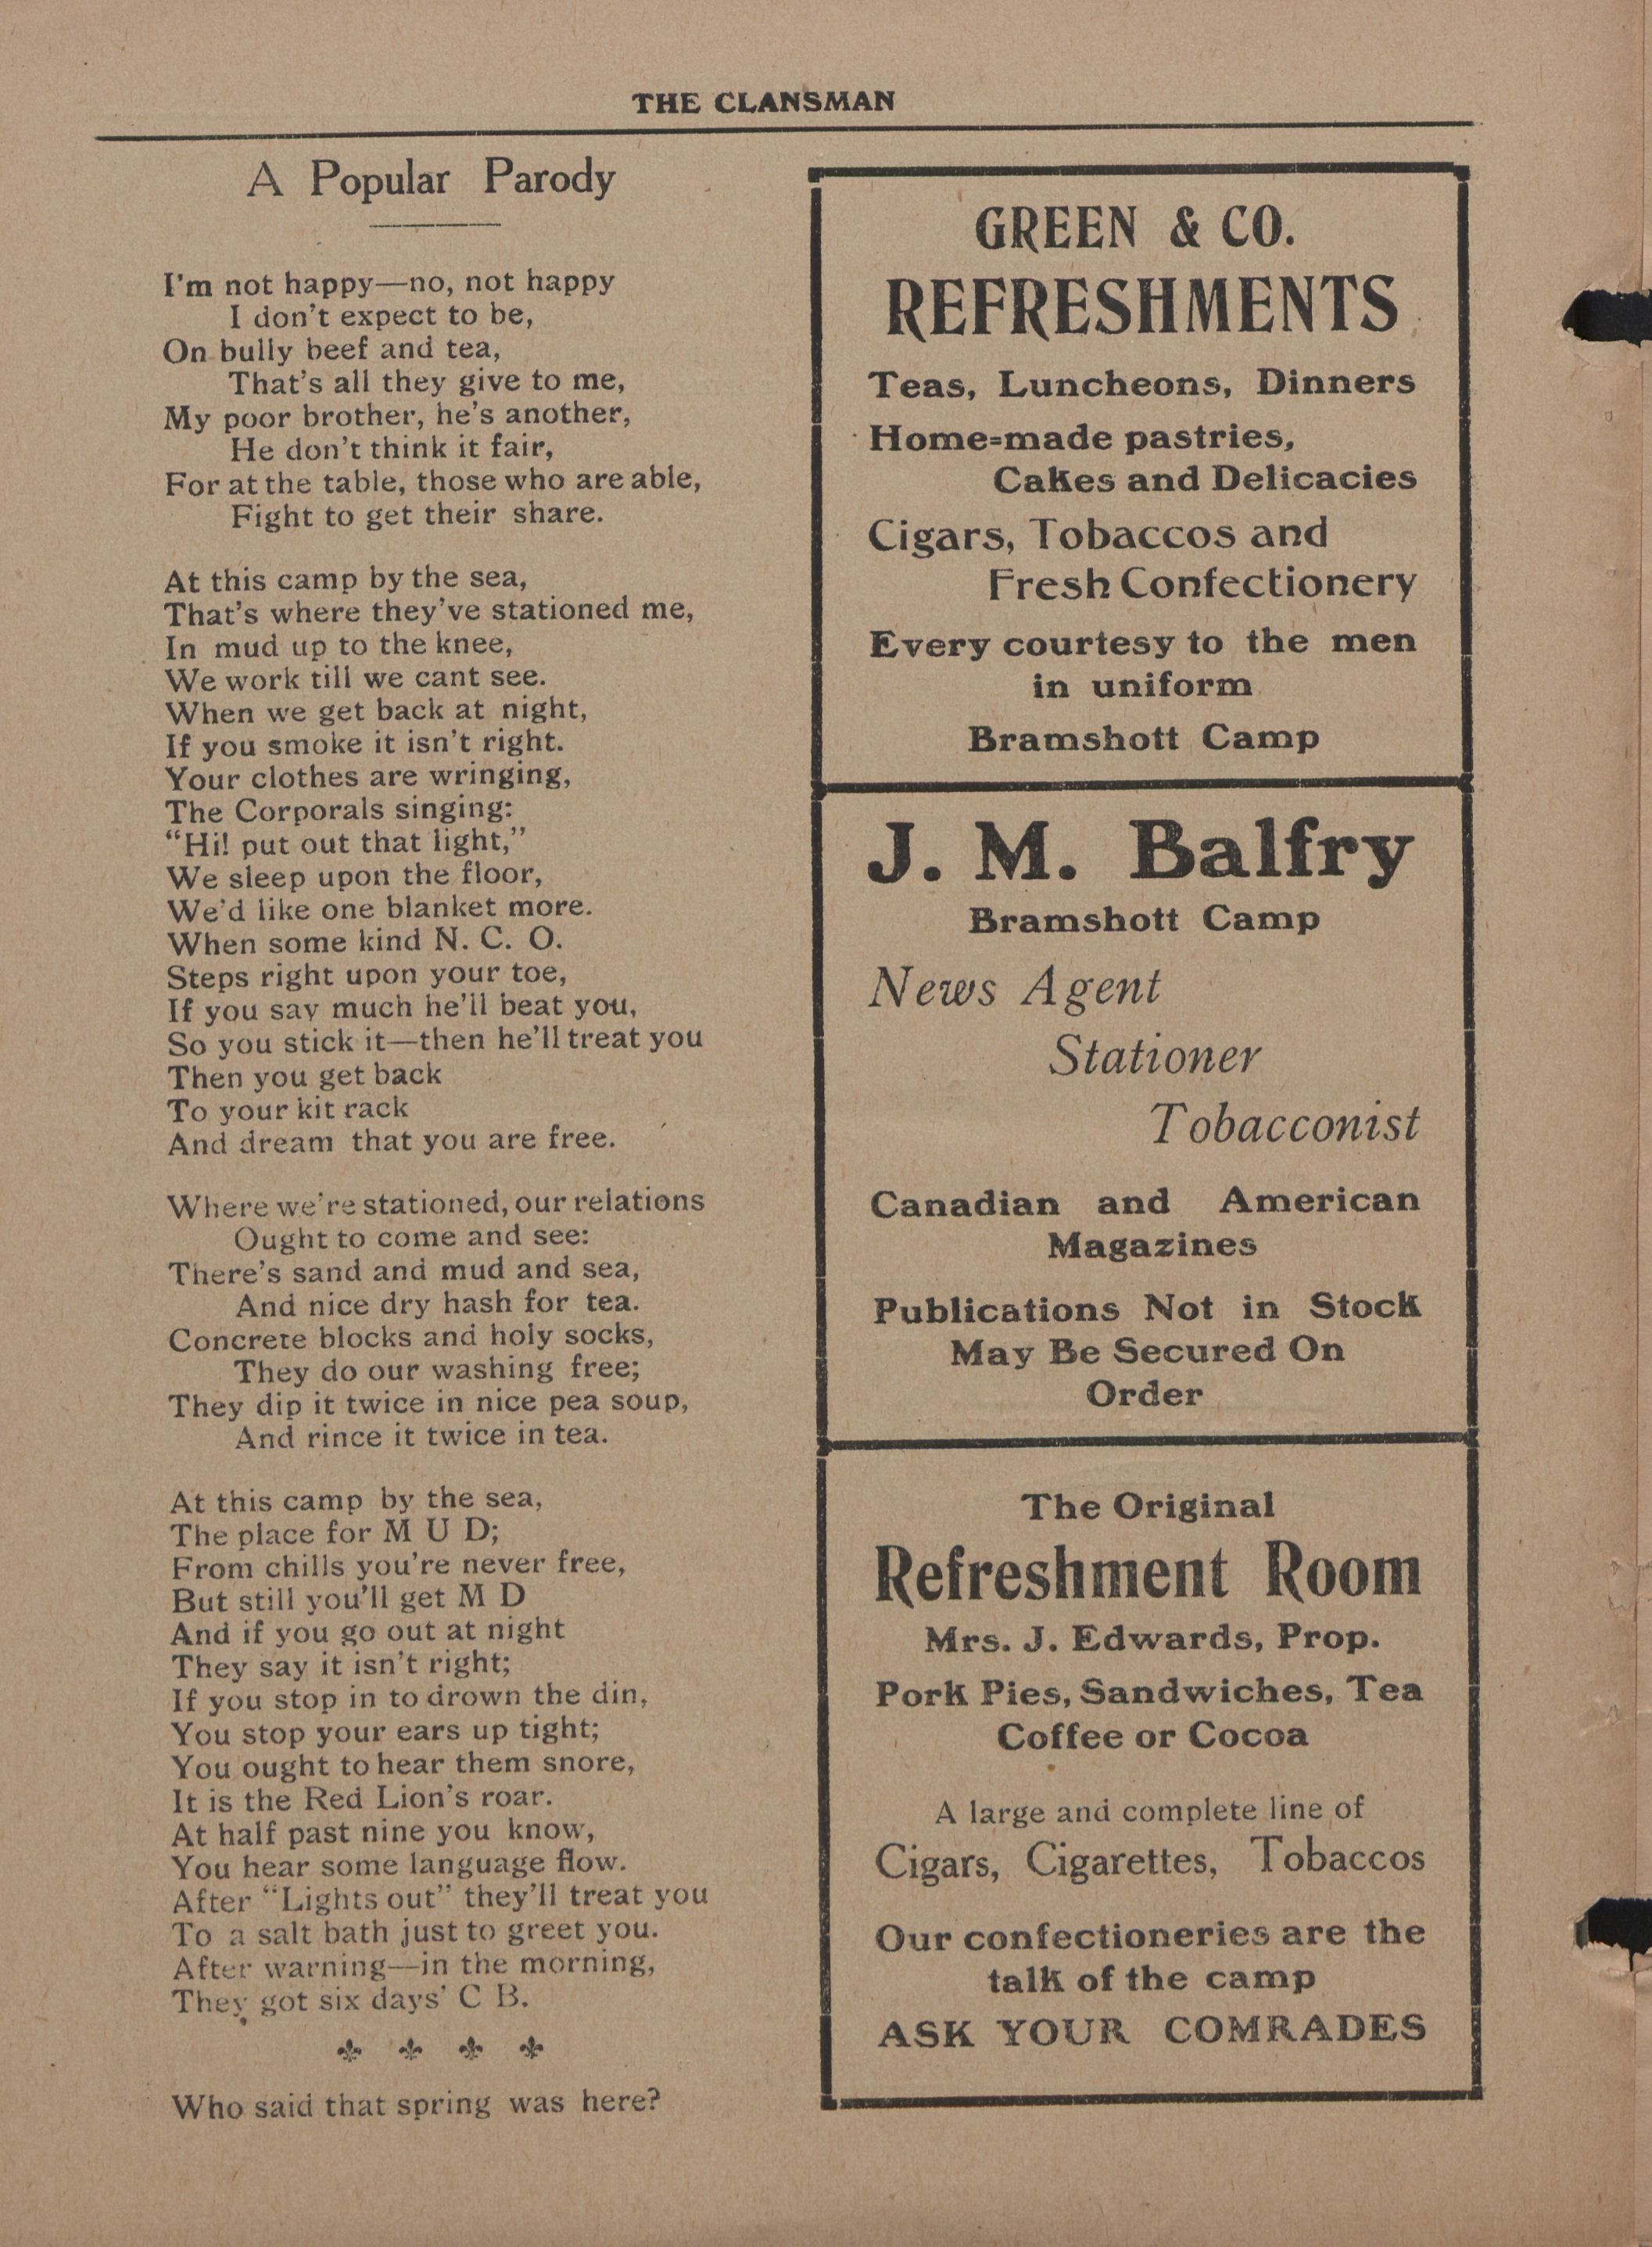 THE CLANSMAN
A Popular Parody
I'm not happy—no, not happy
I don't expect to be,
On bully beef and tea,
That's all they give to me,
My poor brother, he's another,
He don't think it fair,
For at the table, those who are able,
Fight to get their share.
At this camp by the sea,
That's where they've stationed me,
In mud up to the knee,
We work till we cant see.
When we get back at night,
If you smoke it isn't right.
Your clothes are wringing,
The Corporals singing:
“Hi! put out that light,”
We sleep upon the floor,
We'd like one blanket more.
When some kind N. C. O.
Steps right upon your toe,
If you say much he'll beat you,
So you stick it—then he'll treat you
Then you get back
To your kit rack
And dream that you are free.
Where we're stationed, our relations
Ought to come and see:
There's sand and mud and sea,
And nice dry hash for tea.
Concrete blocks and holy socks,
They do our washing free;
They dip it twice in nice pea soup,
And rince it twice in tea.
At this camp by the sea,
The place for M U D;
From chills you're never free,
But still you'll get M D
And if you go out at night
They say it isn't right;
If you stop in to drown the din,
You stop your ears up tight;
You ought to hear them snore,
It is the Red Lion's roar.
At half past nine you know,
You hear some language flow.
After “Lights out” they'll treat you
To a salt bath just to greet you.
After warning—in the morning,
They got six days' C B.
Who said that spring was here?
GREEN & CO.
REFRESHMENTS
Teas, Luncheons, Dinners
Home=made pastries,
Cakes and Delicacies
Cigars, Tobaccos and
Fresh Confectionery
Every courtesy to the men
in uniform
Bramshott Camp
J. M. Balfry
Bramshott Camp
News Agent
Stationer
Tobacconist
Canadian and American
Magazines
Publications Not in Stock
May Be Secured On
Order
The Original
Refreshment Room
Mrs. J. Edwards, Prop.
Pork Pies, Sandwiches, Tea
Coffee or Cocoa
A large and complete line of
Cigars, Cigarettes, Tobaccos
Our confectioneries are the
talk of the camp
ASK YOUR COMRADES